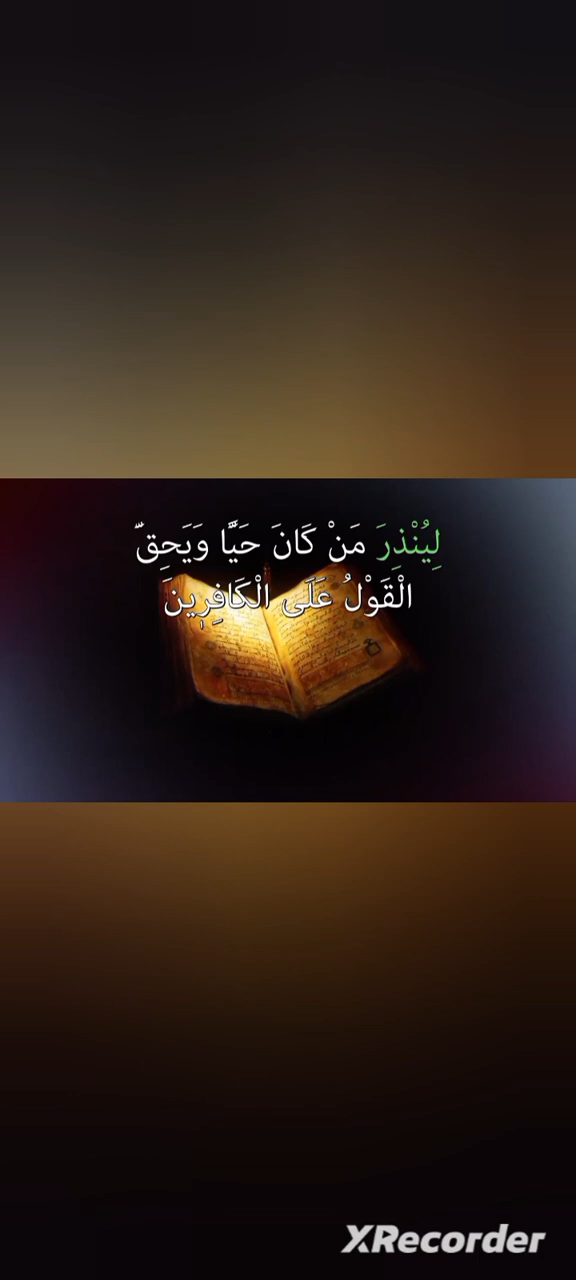 لِيُنْذِرَ مَنْ كَانَ حَيًّا وَيَحِقَّ
الْقَوْلُ عَلَى الْكَافِرِينَ
XRecorder